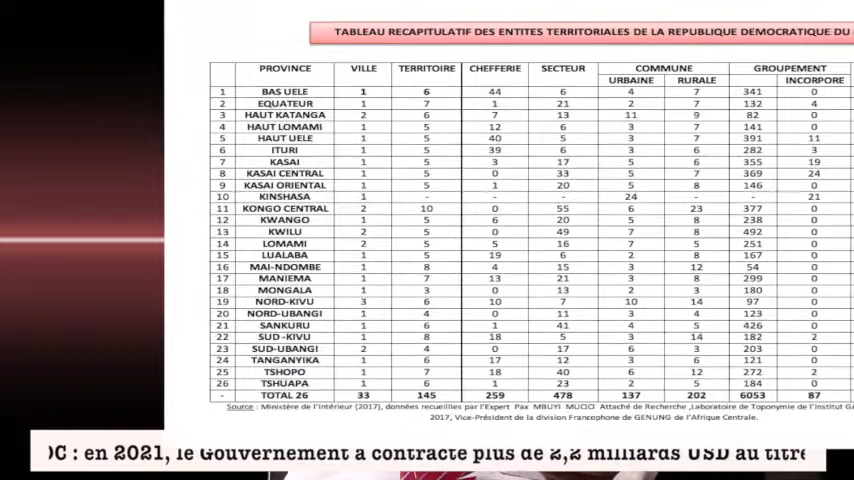 TABLEAU RECAPITULATIF DES ENTITES TERRITORIALES DE LA REPUBLIQUE DEMOCRATIQUE DU
PROVINCE VILLE TERRITOIRE CHEFFERIE SECTEUR COMMUNE GROUPEMENT
URBAINE RURALE INCORPORE
1 BAS UELE 1 6 44 6 4 7 341 0
2 EQUATEUR 1 7 1 21 2 7 132 4
3 HAUT KATANGA 2 6 7 13 11 9 82 0
4 HAUT LOMAMI 1 5 12 6 3 7 141 0
5 HAUT UELE 1 5 40 5 3 7 391 11
6 ITURI 1 5 39 6 3 6 282 3
7 KASAI 1 5 3 17 5 6 355 19
8 KASAI CENTRAL 1 5 0 33 5 7 369 24
9 KASAI ORIENTAL 1 5 1 20 5 8 146 0
10 KINSHASA 1 - - - 24 - - 21
11 KONGO CENTRAL 2 10 0 55 6 23 377 0
12 KWANGO 1 5 6 20 5 8 238 0
13 KWILU 2 5 0 49 7 8 492 0
14 LOMAMI 2 5 5 16 7 5 251 0
15 LUALABA 1 5 19 6 2 8 167 0
16 MAI-NDOMBE 1 8 4 15 3 12 54 0
17 MANIEMA 1 7 13 21 3 8 299 0
18 MONGALA 1 3 0 13 2 3 180 0
19 NORD-KIVU 3 6 10 7 10 14 97 0
20 NORD-UBANGI 1 4 0 11 3 4 123 0
21 SANKURU 1 6 1 41 4 5 426 0
22 SUD -KIVU 1 8 18 5 3 14 182 2
23 SUD-UBANGI 2 4 0 17 6 3 203 0
24 TANGANYIKA 1 6 17 12 3 6 121 0
25 TSHOPO 1 7 18 40 6 12 272 2
26 TSHUAPA 1 6 1 23 2 5 184 0
- TOTAL 26 33 145 259 478 137 202 6053 87
Source : Ministère de l'Intérieur (2017), données recueillies par l'Expert Pax MBUYI MUCICI Attaché de Recherche ,Laboratoire de Toponymie de l'Institut
2017, Vice-Président de la division Francophone de GENUNG de l'Afrique Centrale.
DC : en 2021, le Gouvernement a contracté plus de 2,2 milliards USD au titre